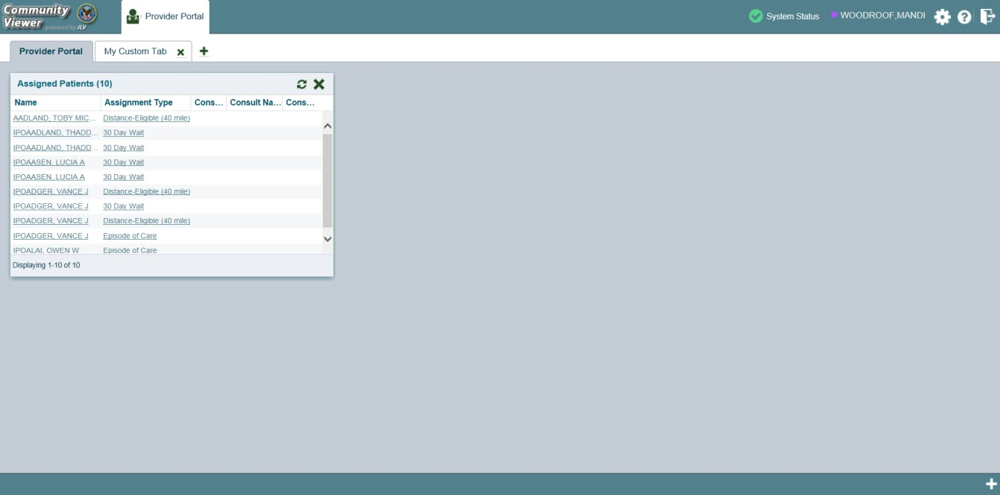 Community
Viewer powered by JLV
Provider Portal
System Status
WOODROOF,MANDI
Provider Portal
My Custom Tab
Assigned Patients (10)
Name Assignment Type Cons... Consult Na... Cons...
AADLAND, TOBY MIC... Distance-Eligible (40 mile)
IPOAADLAND, THADD... 30 Day Wait
IPOAADLAND, THADD... 30 Day Wait
IPOAASEN, LUCIA A 30 Day Wait
IPOAASEN, LUCIA A 30 Day Wait
IPOADGER, VANCE J Distance-Eligible (40 mile)
IPOADGER, VANCE J 30 Day Wait
IPOADGER, VANCE J Distance-Eligible (40 mile)
IPOADGER, VANCE J Episode of Care
IPOALAI, OWEN W Episode of Care
Displaying 1-10 of 10